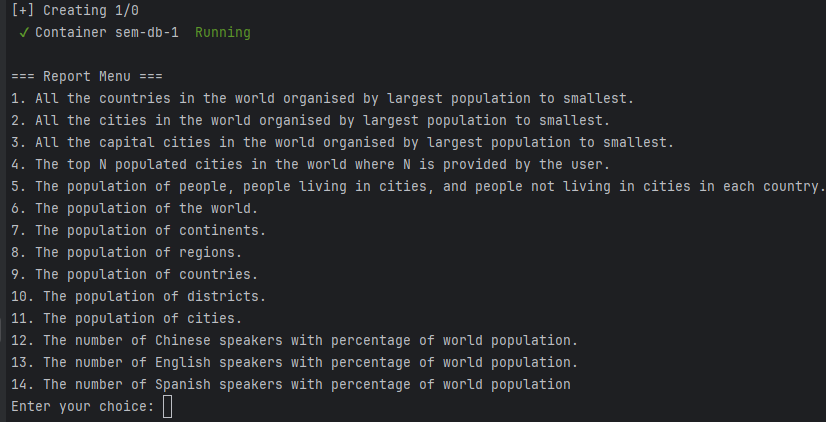 [+] Creating 1/0
✓ Container sem-db-1  Running
=== Report Menu ===
1. All the countries in the world organised by largest population to smallest.
2. All the cities in the world organised by largest population to smallest.
3. All the capital cities in the world organised by largest population to smallest.
4. The top N populated cities in the world where N is provided by the user.
5. The population of people, people living in cities, and people not living in cities in each country.
6. The population of the world.
7. The population of continents.
8. The population of regions.
9. The population of countries.
10. The population of districts.
11. The population of cities.
12. The number of Chinese speakers with percentage of world population.
13. The number of English speakers with percentage of world population.
14. The number of Spanish speakers with percentage of world population
Enter your choice: